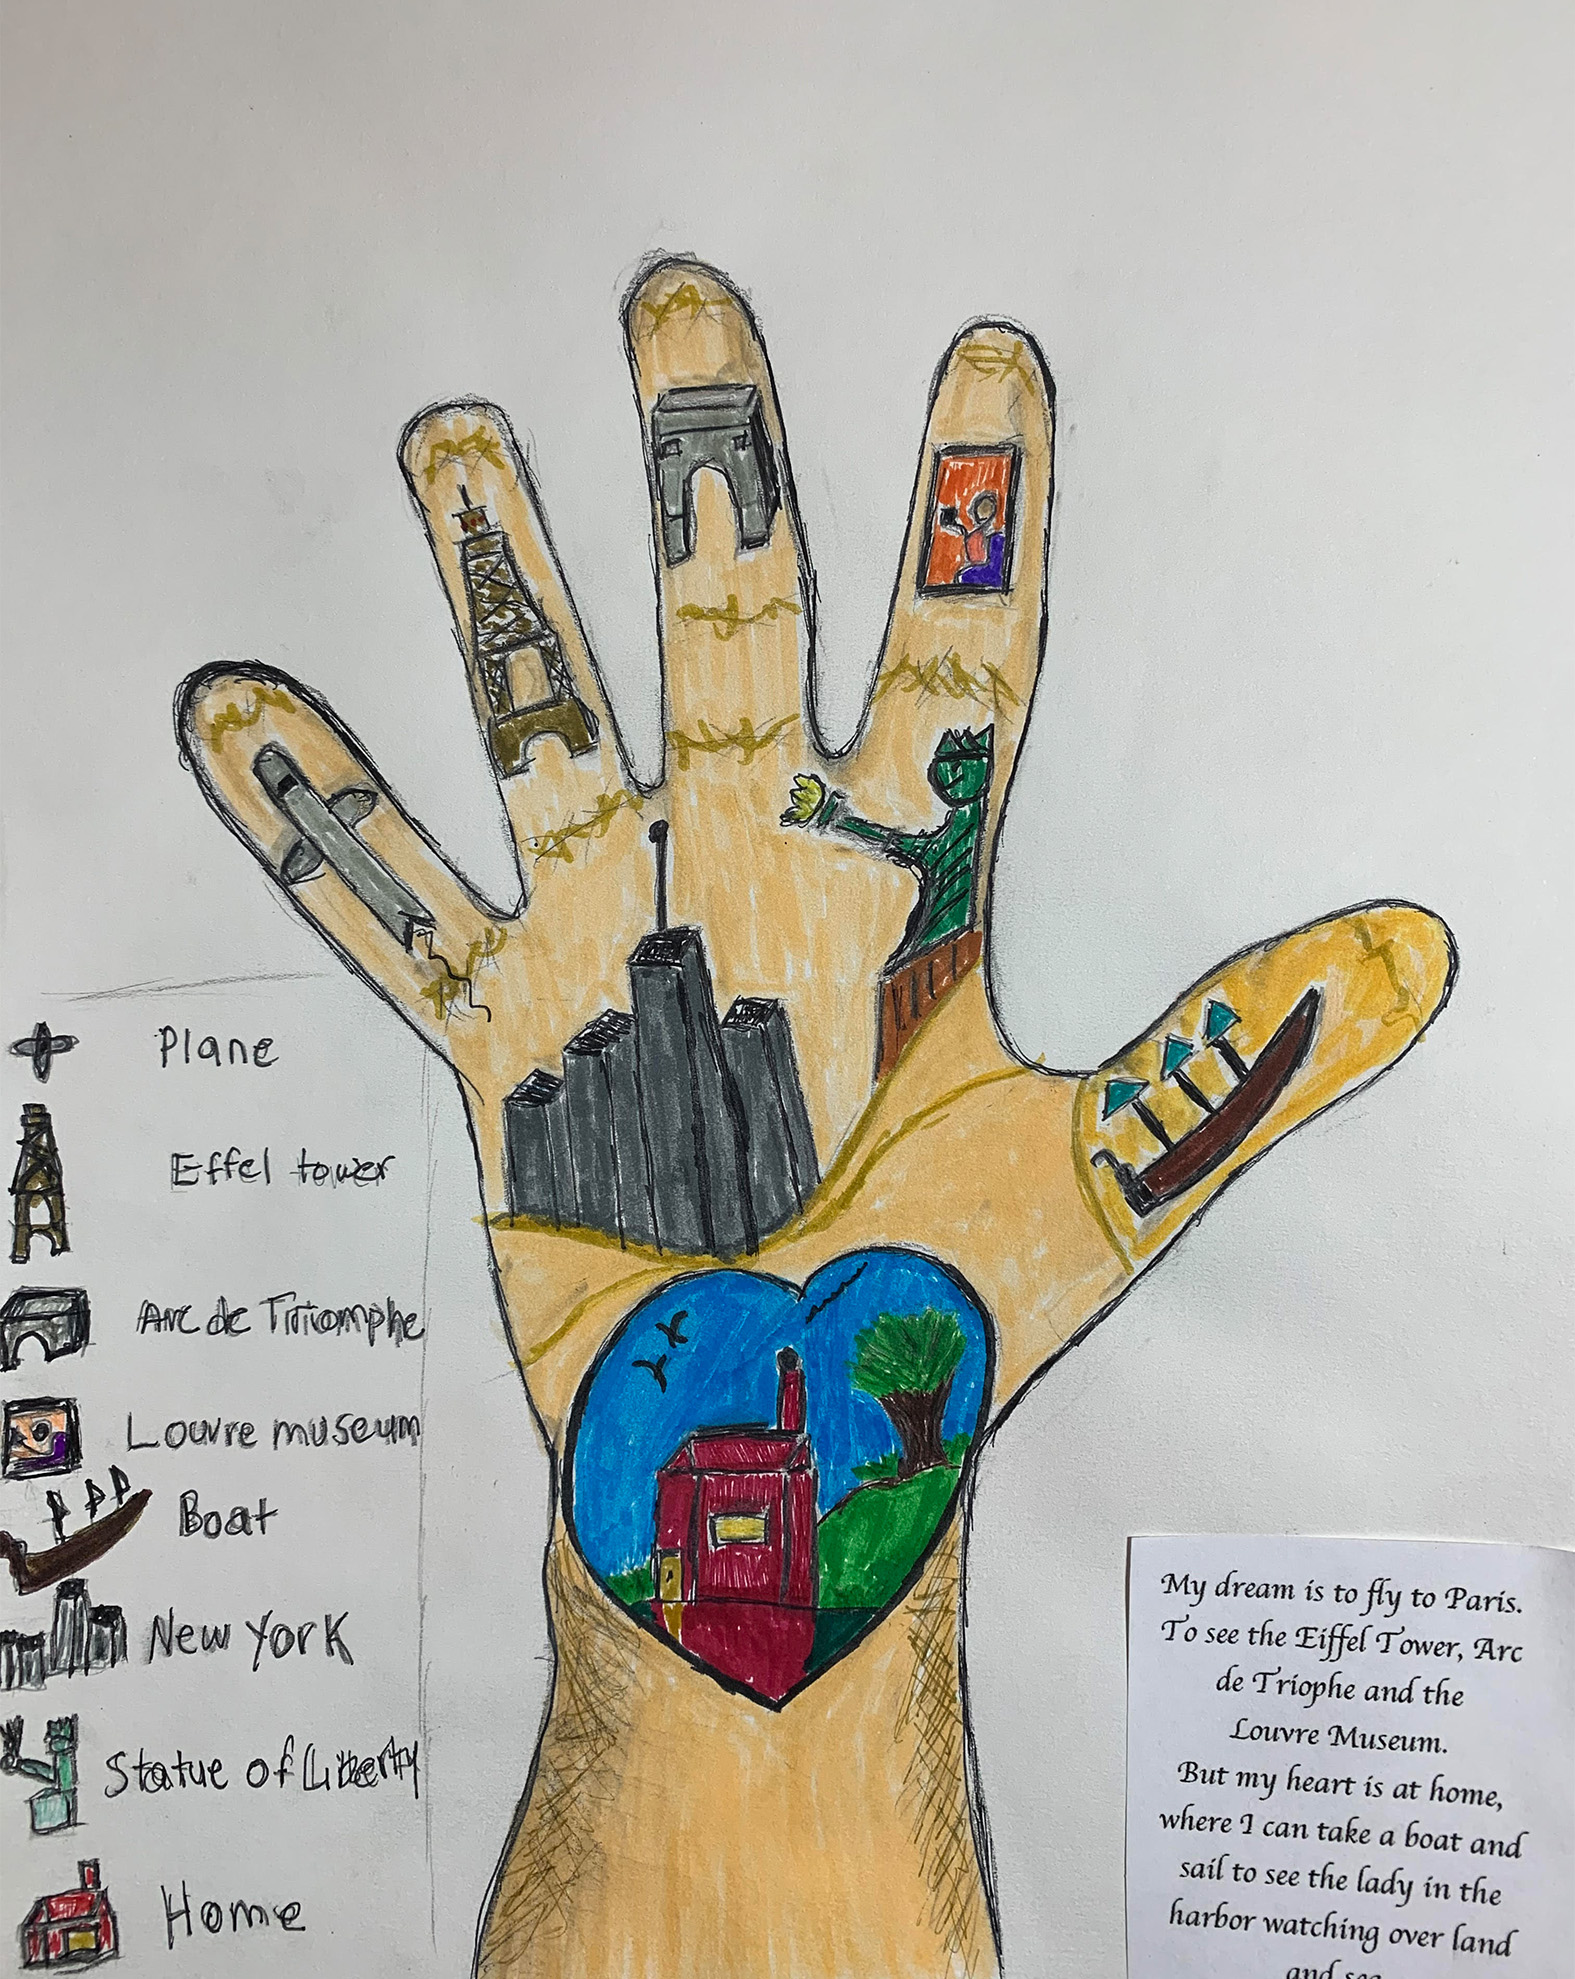 Plane
Effel tower
Arc de Triomphe
Louvre museum
Boat
New York
Statue of Liberty
Home
My dream is to fly to Paris.
To see the Eiffel Tower, Arc
de Triophe and the
Louvre Museum.
But my heart is at home,
where I can take a boat and
sail to see the lady in the
harbor watching over land
and sea